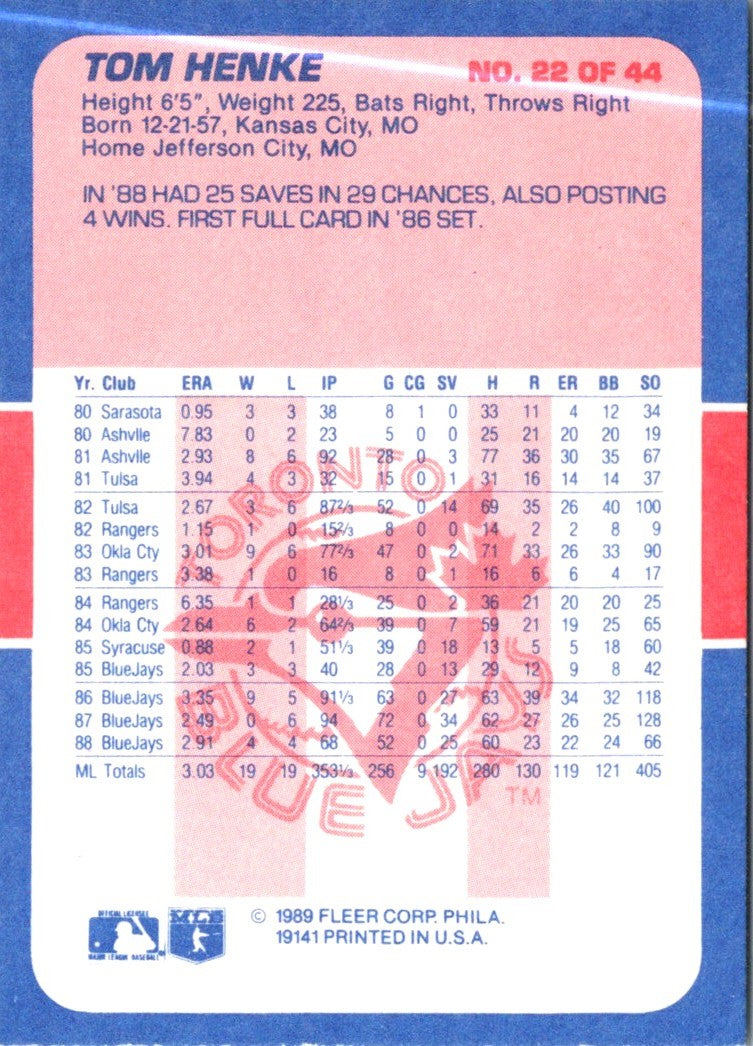 TOM HENKE NO. 22 OF 44
Height 6'5", Weight 225, Bats Right, Throws Right
Born 12-21-57, Kansas City, MO
Home Jefferson City, MO
IN '88 HAD 25 SAVES IN 29 CHANCES, ALSO POSTING
4 WINS. FIRST FULL CARD IN '86 SET.
Yr. Club ERA W L IP G CG SV H R ER BB SO
80 Sarasota 0.95 3 3 38 8 1 0 33 11 4 12 34
80 Ashvlle 7.83 0 2 23 5 0 0 25 21 20 20 19
81 Ashvlle 2.93 8 6 92 28 0 3 77 36 30 35 67
81 Tulsa 3.94 4 3 32 15 0 1 31 16 14 14 37
82 Tulsa 2.67 3 6 87⅔ 52 0 14 69 35 26 40 100
82 Rangers 1.15 1 0 15⅔ 8 0 0 14 2 2 8 9
83 Okla Cty 3.01 9 6 77⅔ 47 0 2 71 33 26 33 90
83 Rangers 3.38 1 0 16 8 0 1 16 6 6 4 17
84 Rangers 6.35 1 1 28⅓ 25 0 2 36 21 20 20 25
84 Okla Cty 2.64 6 2 64⅔ 39 0 7 59 21 19 25 65
85 Syracuse 0.88 2 1 51⅓ 39 0 18 13 5 5 18 60
85 BlueJays 2.03 3 3 40 28 0 13 29 12 9 8 42
86 BlueJays 3.35 9 5 91⅓ 63 0 27 63 39 34 32 118
87 BlueJays 2.49 0 6 94 72 0 34 62 27 26 25 128
88 BlueJays 2.91 4 4 68 52 0 25 60 23 22 24 66
ML Totals 3.03 19 19 353⅓ 256 9 192 280 130 119 121 405
TORONTO
BLUE JAYS
TM
OFFICIAL LICENSEE
MAJOR LEAGUE BASEBALL
© 1989 FLEER CORP. PHILA.
19141 PRINTED IN U.S.A.